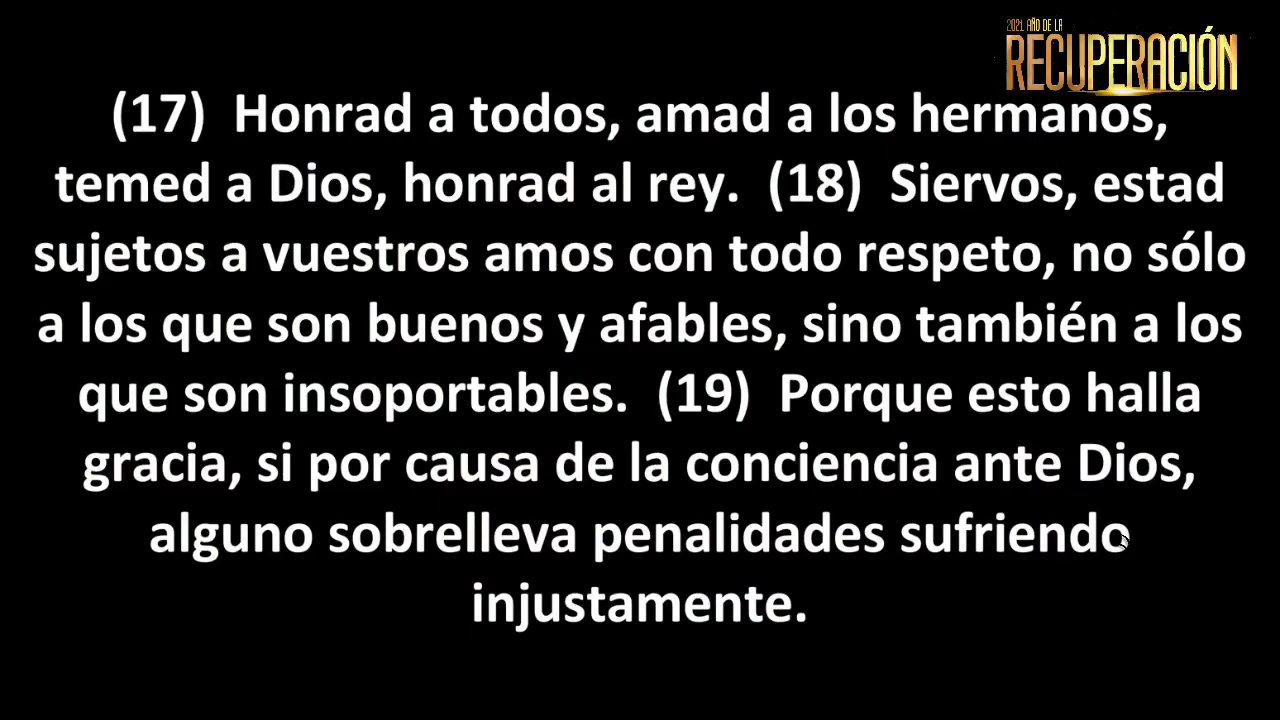 2021 AÑO DE LA
RECUPERACIÓN
(17) Honrad a todos, amad a los hermanos,
temed a Dios, honrad al rey. (18) Siervos, estad
sujetos a vuestros amos con todo respeto, no sólo
a los que son buenos y afables, sino también a los
que son insoportables. (19) Porque esto halla
gracia, si por causa de la conciencia ante Dios,
alguno sobrelleva penalidades sufriendo
injustamente.